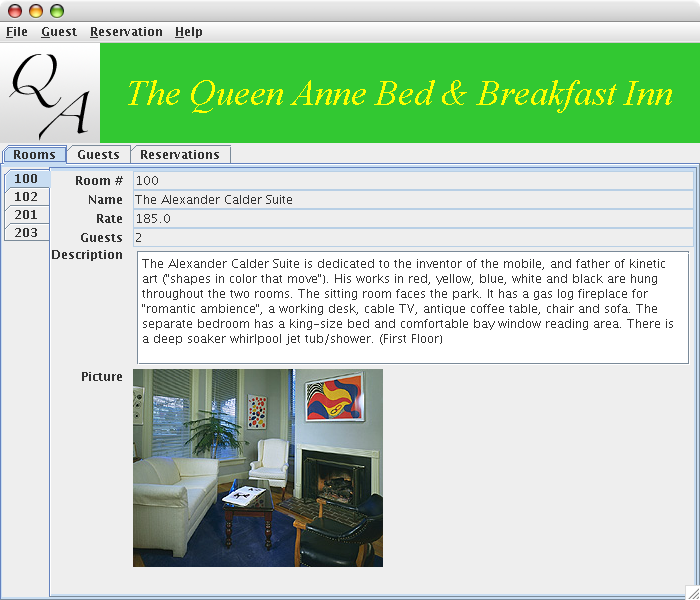 File Guest Reservation Help
QA
The Queen Anne Bed & Breakfast Inn
Rooms Guests Reservations
100
102
201
203
Room # 100
Name The Alexander Calder Suite
Rate 185.0
Guests 2
Description
The Alexander Calder Suite is dedicated to the inventor of the mobile, and father of kinetic
art ("shapes in color that move"). His works in red, yellow, blue, white and black are hung
throughout the two rooms. The sitting room faces the park. It has a gas log fireplace for
"romantic ambience", a working desk, cable TV, antique coffee table, chair and sofa. The
separate bedroom has a king-size bed and comfortable bay window reading area. There is
a deep soaker whirlpool jet tub/shower. (First Floor)
Picture